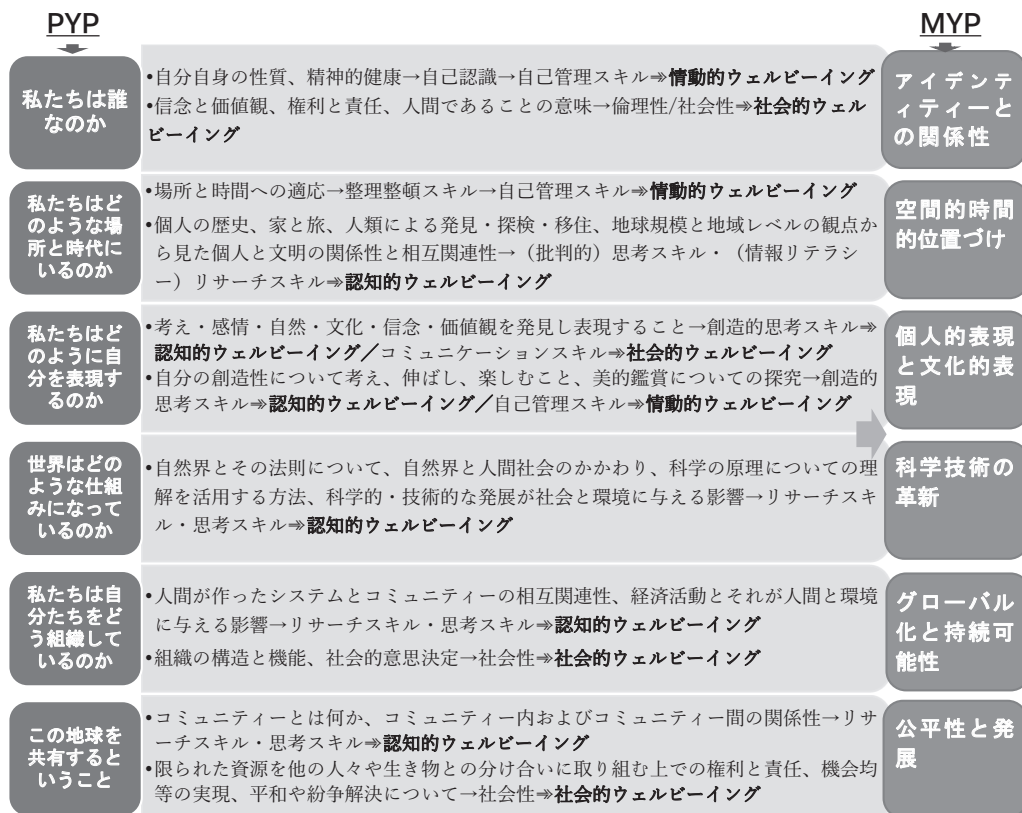 PYP
MYP
私たちは誰
なのか
•自分自身の性質、精神的健康→自己認識→自己管理スキル⇒情動的ウェルビーイング
•信念と価値観、権利と責任、人間であることの意味→倫理性/社会性⇒社会的ウェル
ビーイング
アイデンテ
ィティーと
の関係性
私たちはど
のような場
所と時代に
いるのか
•場所と時間への適応→整理整頓スキル→自己管理スキル⇒情動的ウェルビーイング
•個人の歴史、家と旅、人類による発見・探検・移住、地球規模と地域レベルの観点か
ら見た個人と文明の関係性と相互関連性→（批判的）思考スキル・（情報リテラシ
ー）リサーチスキル⇒認知的ウェルビーイング
空間的時間
的位置づけ
私たちはど
のように自
分を表現す
るのか
•考え・感情・自然・文化・信念・価値観を発見し表現すること→創造的思考スキル⇒
認知的ウェルビーイング／コミュニケーションスキル⇒社会的ウェルビーイング
•自分の創造性について考え、伸ばし、楽しむこと、美的鑑賞についての探究→創造的
思考スキル⇒認知的ウェルビーイング／自己管理スキル⇒情動的ウェルビーイング
個人的表現
と文化的表
現
世界はどの
ような仕組
みになって
いるのか
•自然界とその法則について、自然界と人間社会のかかわり、科学の原理についての理
解を活用する方法、科学的・技術的な発展が社会と環境に与える影響→リサーチスキ
ル・思考スキル⇒認知的ウェルビーイング
科学技術の
革新
私たちは自
分たちをど
う組織して
いるのか
•人間が作ったシステムとコミュニティーの相互関連性、経済活動とそれが人間と環境
に与える影響→リサーチスキル・思考スキル⇒認知的ウェルビーイング
•組織の構造と機能、社会的意思決定→社会性⇒社会的ウェルビーイング
グローバル
化と持続可
能性
この地球を
共有すると
いうこと
•コミュニティーとは何か、コミュニティー内およびコミュニティー間の関係性→リサ
ーチスキル・思考スキル⇒認知的ウェルビーイング
•限られた資源を他の人々や生き物との分け合いに取り組む上での権利と責任、機会均
等の実現、平和や紛争解決について→社会性⇒社会的ウェルビーイング
公平性と発
展